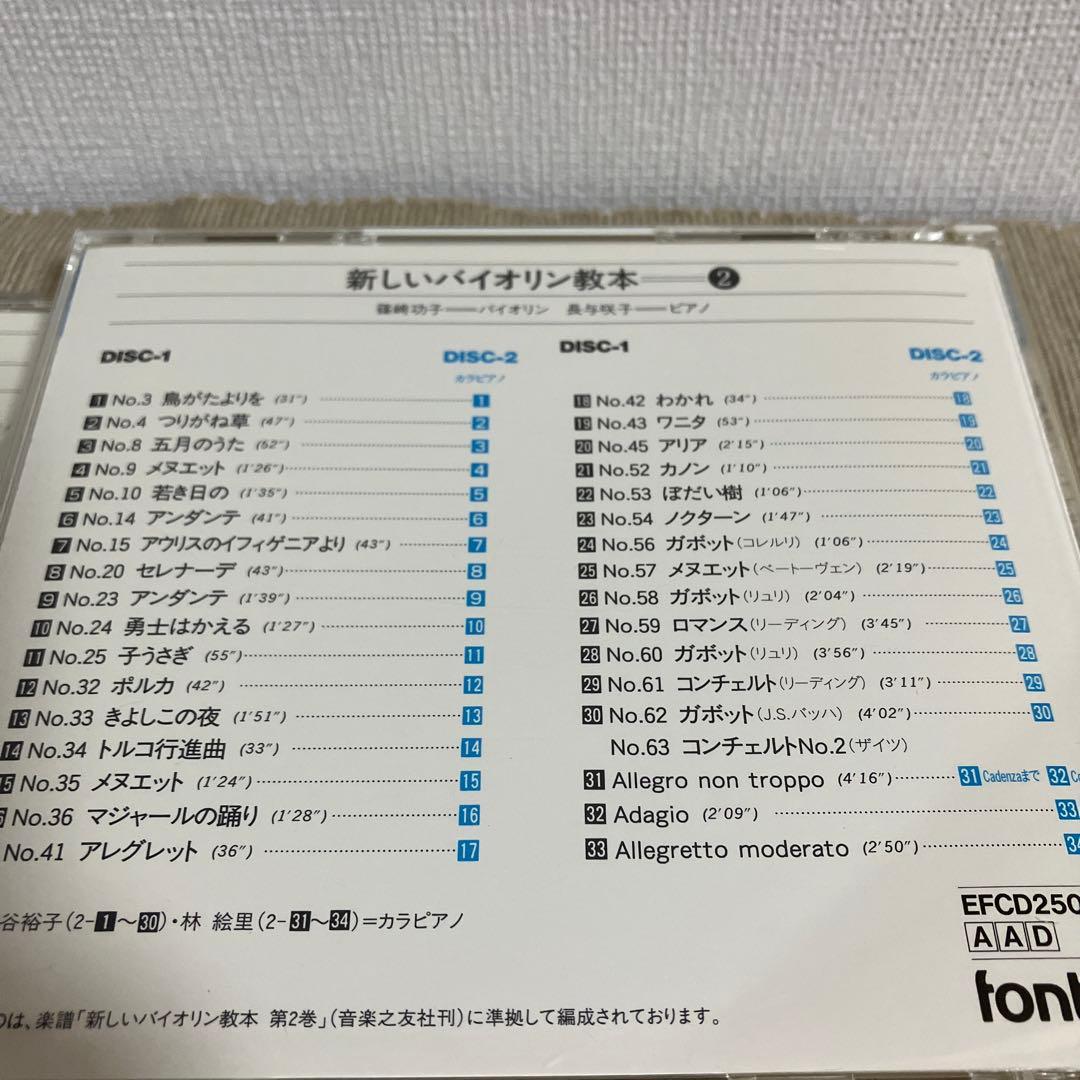 新しいバイオリン教本──❷
篠崎功子──バイオリン 長与咲子──ピアノ
DISC-1 DISC-2
カラピアノ
1 No.3 鳥がたよりを (31″) 1
2 No.4 つりがね草 (47″) 2
3 No.8 五月のうた (52″) 3
4 No.9 メヌエット (1′26″) 4
5 No.10 若き日の (1′35″) 5
6 No.14 アンダンテ (41″) 6
7 No.15 アウリスのイフィゲニアより (43″) 7
8 No.20 セレナーデ (43″) 8
9 No.23 アンダンテ (1′39″) 9
10 No.24 勇士はかえる (1′27″) 10
11 No.25 子うさぎ (55″) 11
12 No.32 ポルカ (42″) 12
13 No.33 きよしこの夜 (1′51″) 13
14 No.34 トルコ行進曲 (33″) 14
15 No.35 メヌエット (1′24″) 15
No.36 マジャールの踊り (1′28″) 16
No.41 アレグレット (36″) 17
DISC-1 DISC-2
カラピアノ
18 No.42 わかれ (34″) 18
19 No.43 ワニタ (53″) 19
20 No.45 アリア (2′15″) 20
21 No.52 カノン (1′10″) 21
22 No.53 ぼだい樹 (1′06″) 22
23 No.54 ノクターン (1′47″) 23
24 No.56 ガボット(コレルリ) (1′06″) 24
25 No.57 メヌエット(ベートーヴェン) (2′19″) 25
26 No.58 ガボット(リュリ) (2′04″) 26
27 No.59 ロマンス(リーディング) (3′45″) 27
28 No.60 ガボット(リュリ) (3′56″) 28
29 No.61 コンチェルト(リーディング) (3′11″) 29
30 No.62 ガボット(J.S.バッハ) (4′02″) 30
No.63 コンチェルトNo.2(ザイツ)
31 Allegro non troppo (4′16″) 31 Cadenzaまで 32
32 Adagio (2′09″) 33
33 Allegretto moderato (2′50″) 34
谷裕子(2-1〜30)・林 絵里(2-31〜34)=カラピアノ
EFCD250
AAD
font
は、楽譜「新しいバイオリン教本 第2巻」(音楽之友社刊)に準拠して編成されております。